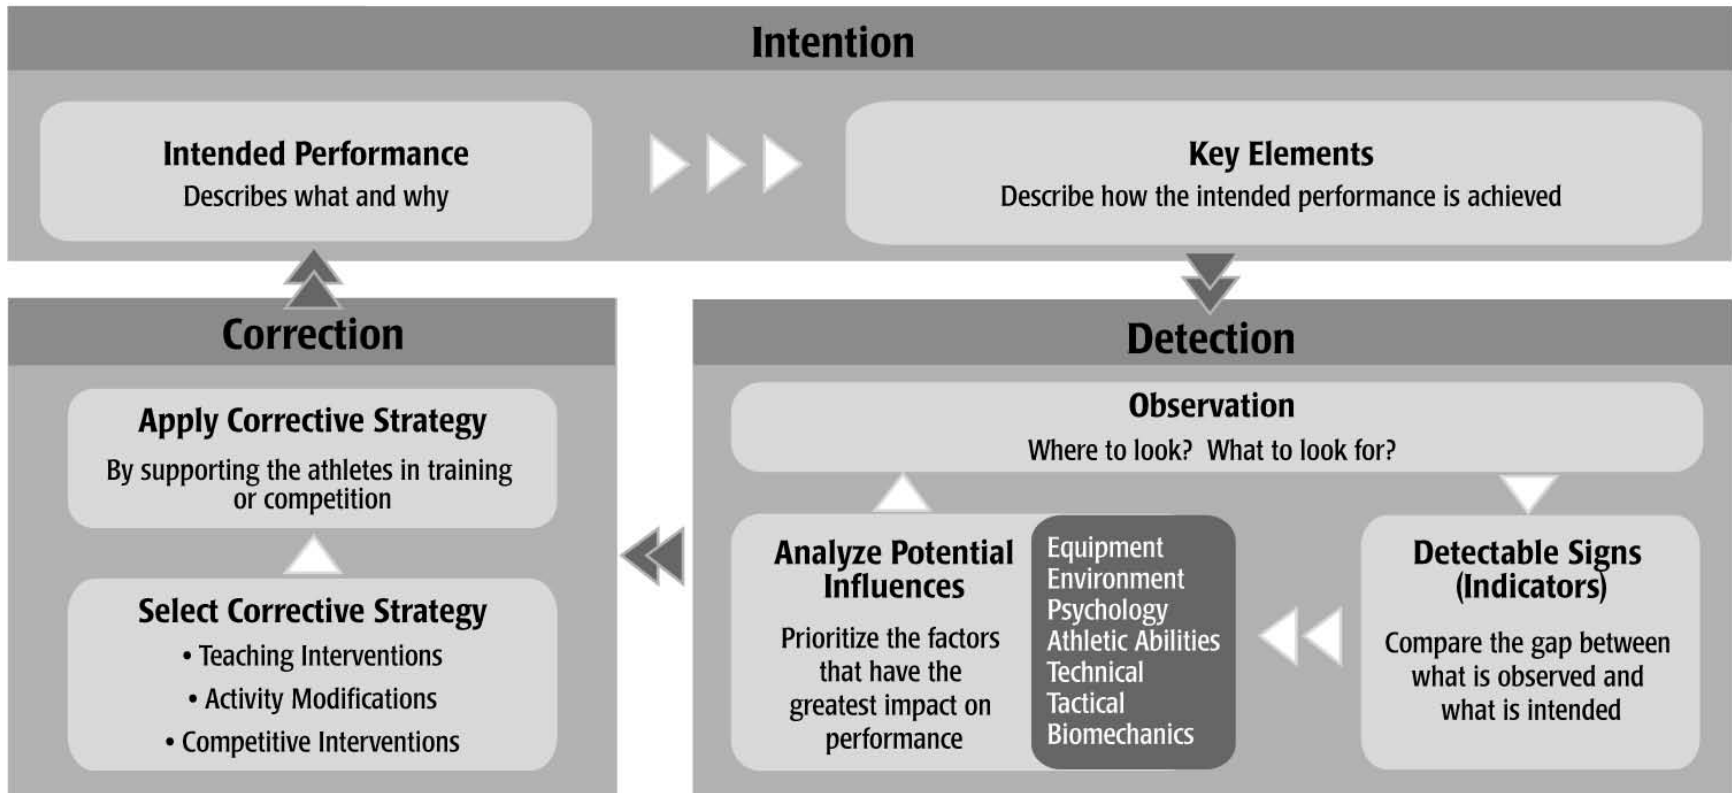 Intention
Intended Performance
Describes what and why
Key Elements
Describe how the intended performance is achieved
Correction
Apply Corrective Strategy
By supporting the athletes in training
or competition
Select Corrective Strategy
• Teaching Interventions
• Activity Modifications
• Competitive Interventions
Detection
Observation
Where to look? What to look for?
Analyze Potential
Influences
Prioritize the factors
that have the
greatest impact on
performance
Equipment
Environment
Psychology
Athletic Abilities
Technical
Tactical
Biomechanics
Detectable Signs
(Indicators)
Compare the gap between
what is observed and
what is intended